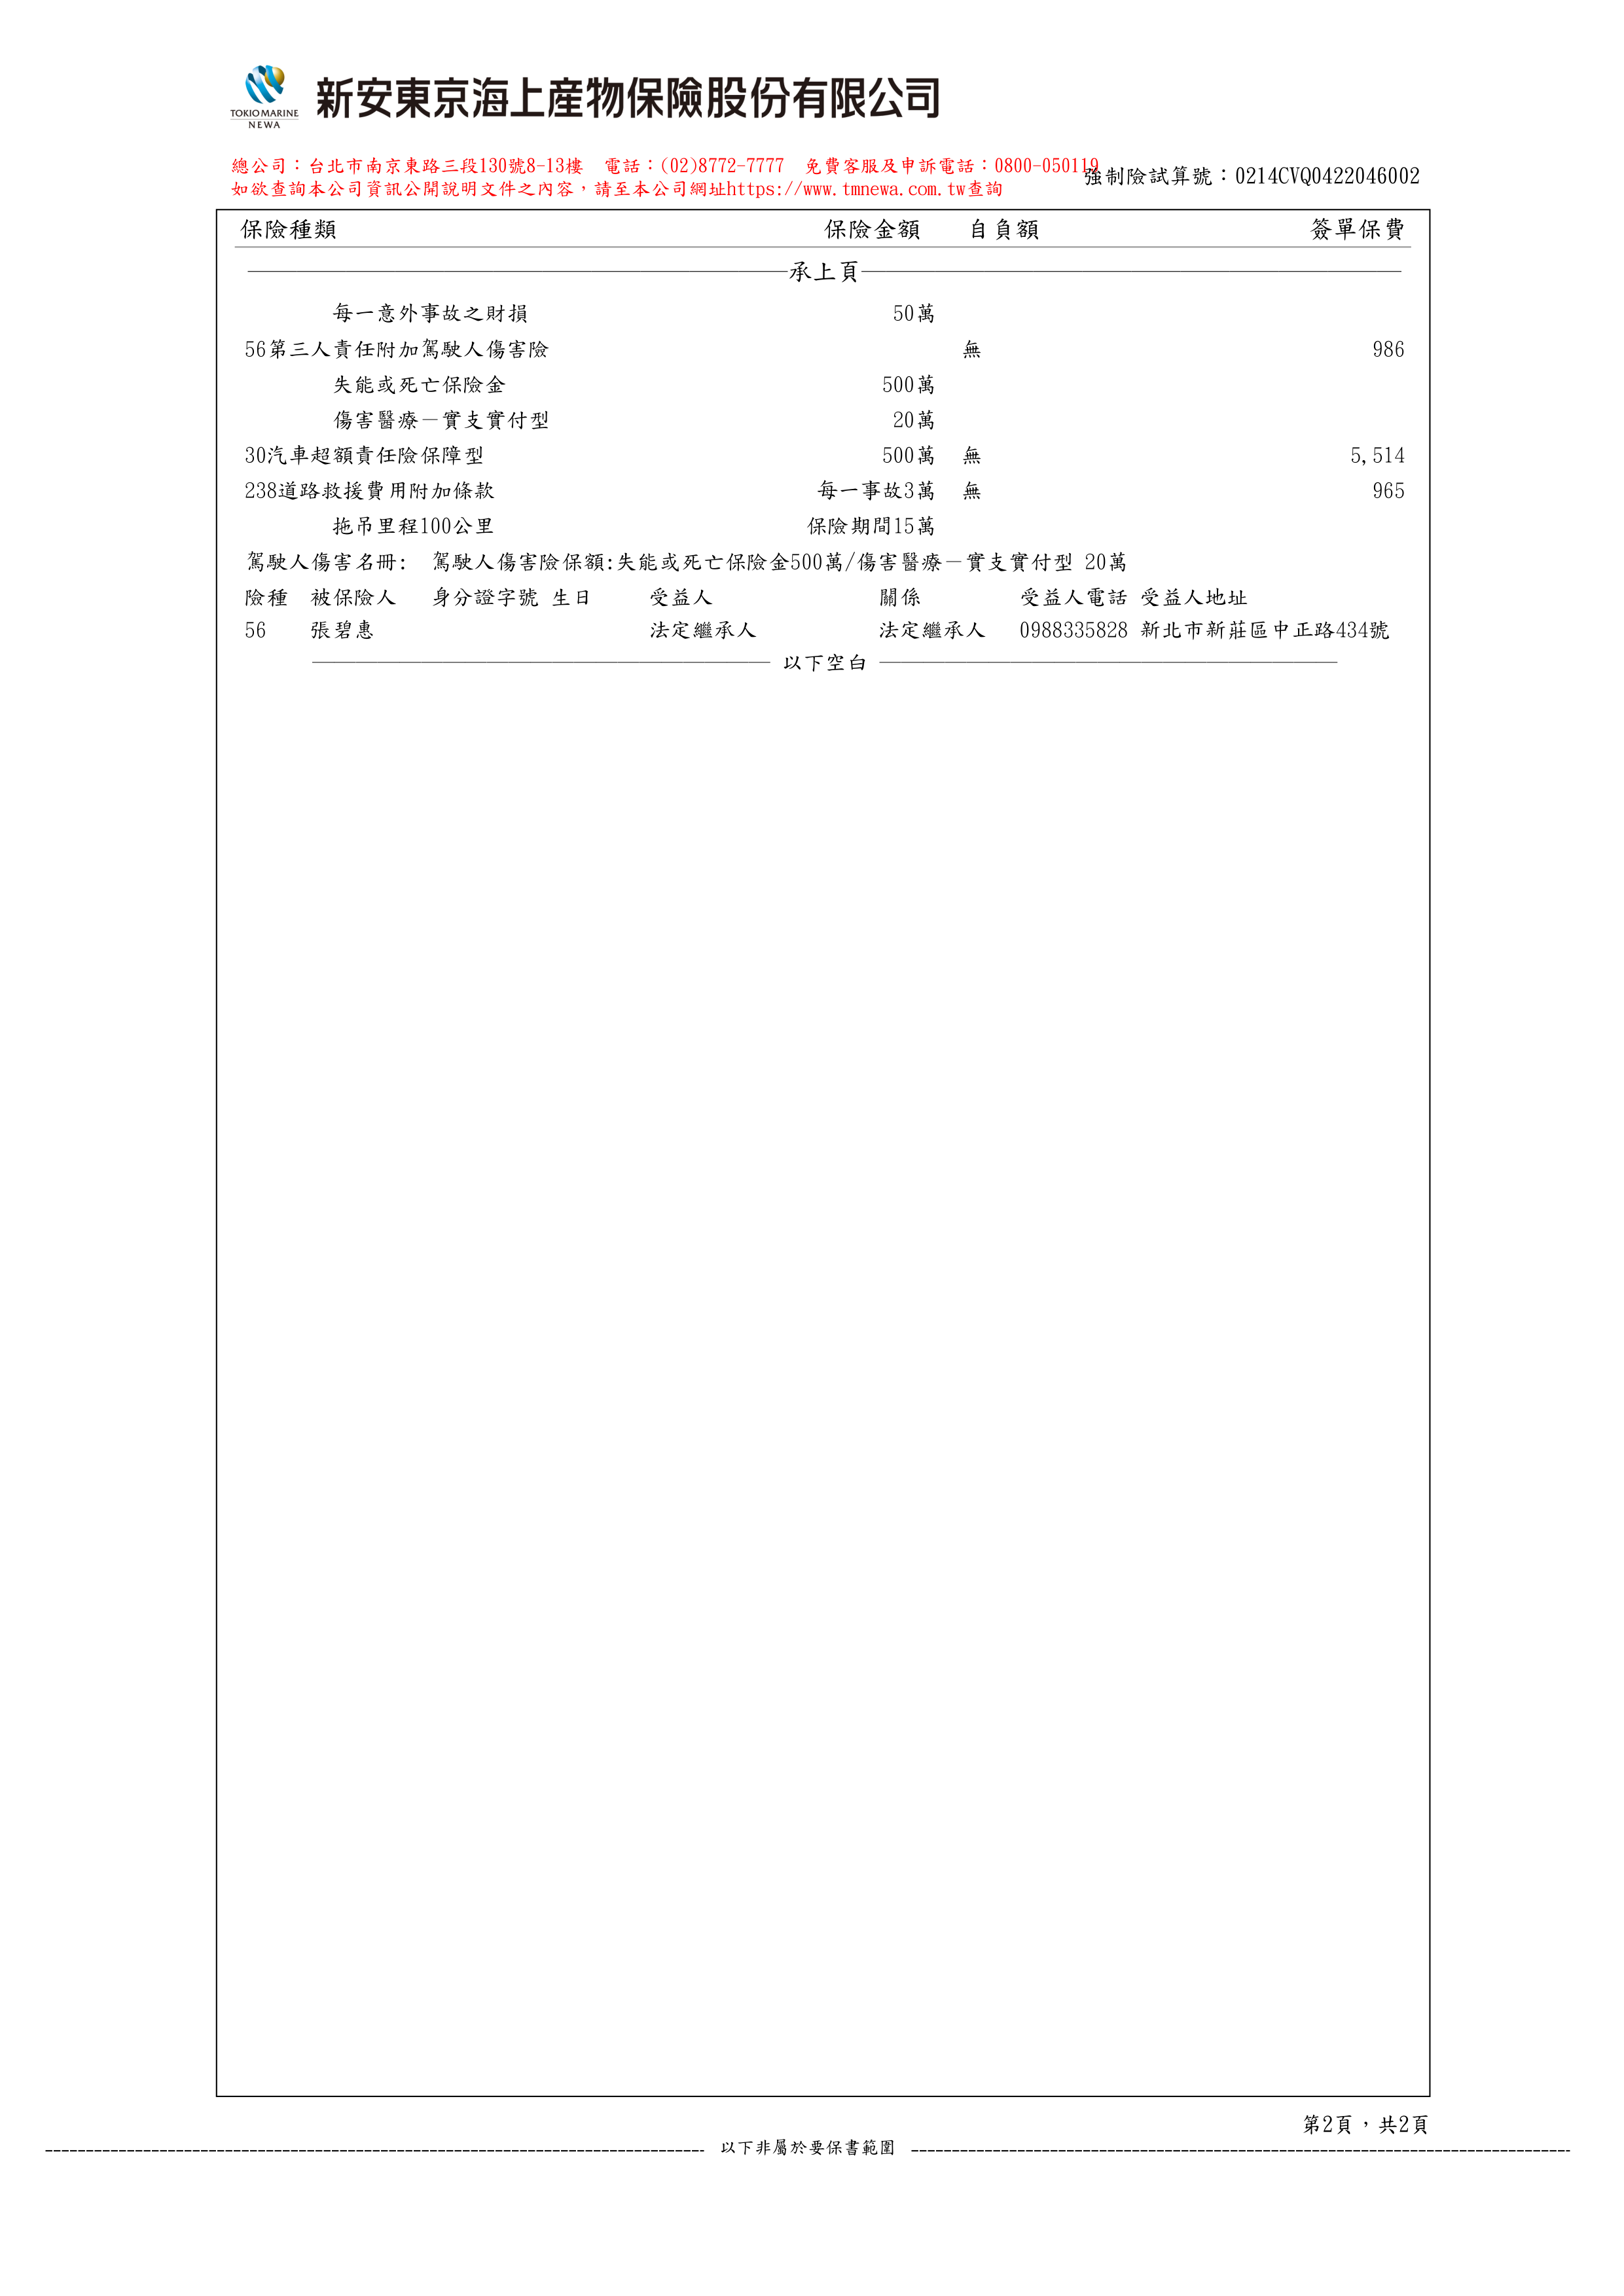 TOKIO MARINE
NEWA
新安東京海上產物保險股份有限公司
總公司：台北市南京東路三段130號8-13樓 電話：(02)8772-7777 免費客服及申訴電話：0800-050119
強制險試算號：0214CVQ0422046002
如欲查詢本公司資訊公開說明文件之內容，請至本公司網址https://www.tmnewa.com.tw查詢
保險種類 保險金額 自負額 簽單保費
承上頁
每一意外事故之財損 50萬
56第三人責任附加駕駛人傷害險 無 986
失能或死亡保險金 500萬
傷害醫療－實支實付型 20萬
30汽車超額責任險保障型 500萬 無 5,514
238道路救援費用附加條款 每一事故3萬 無 965
拖吊里程100公里 保險期間15萬
駕駛人傷害名冊: 駕駛人傷害險保額:失能或死亡保險金500萬/傷害醫療－實支實付型 20萬
險種 被保險人 身分證字號 生日 受益人 關係 受益人電話 受益人地址
56 張碧惠 法定繼承人 法定繼承人 0988335828 新北市新莊區中正路434號
以下空白
第2頁，共2頁
以下非屬於要保書範圍